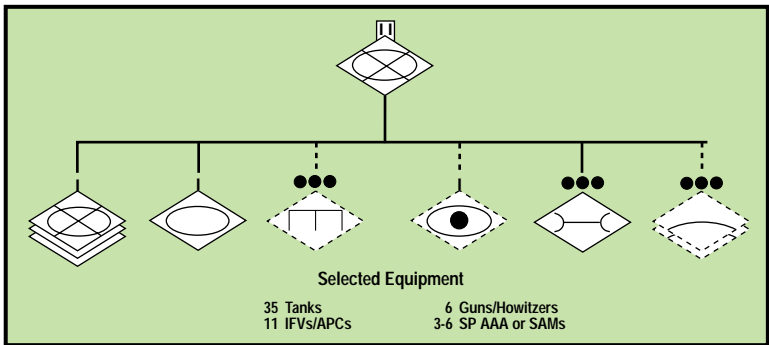 Selected Equipment
35 Tanks
11 IFVs/APCs
6 Guns/Howitzers
3-6 SP AAA or SAMs